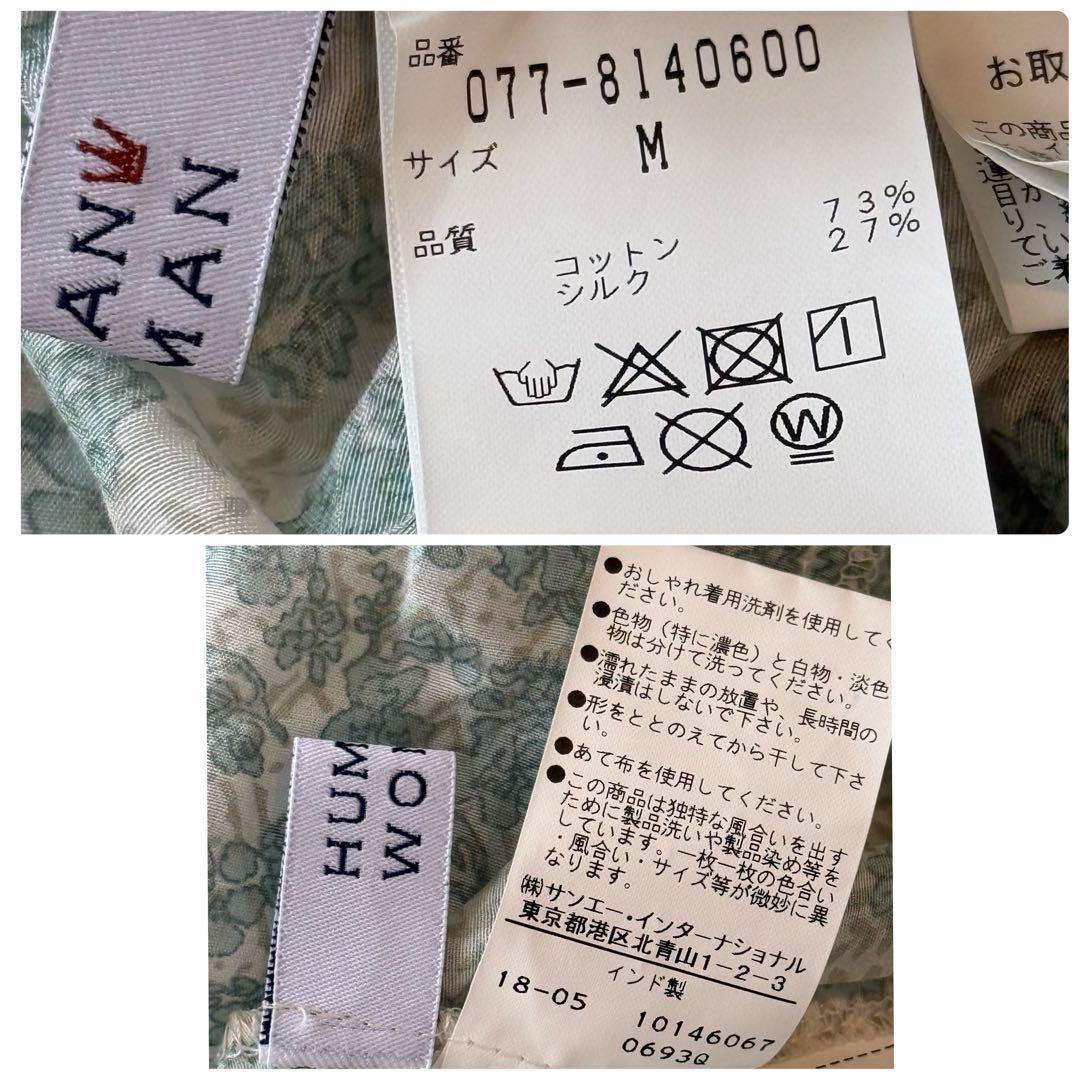 AN
MAN
品番
077-8140600
サイズ
M
品質
コットン 73%
シルク 27%
W
お取
この商品
HUM
WO
●おしゃれ着用洗剤を使用してく
ださい。
●色物(特に濃色)と白物・淡色
物は分けて洗ってください。
●濡れたままの放置や、長時間の
浸漬はしないで下さい。
●形をととのえてから干して下さ
い。
●あて布を使用してください。
●この商品は独特な風合いを出す
ために製品洗いや製品染め等を
しています。一枚一枚の色合い
・風合い・サイズ等が微妙に異
なります。
㈱サンエー・インターナショナル
東京都港区北青山1-2-3
インド製
18-05
10146067
0693Q